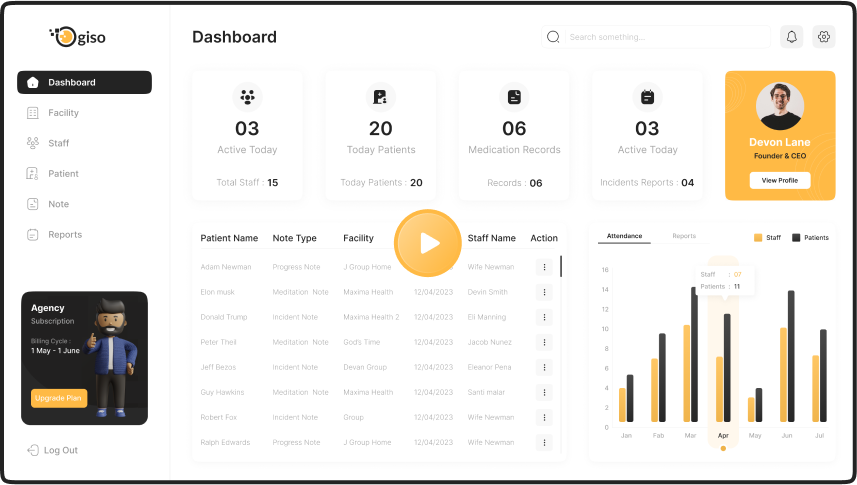 giso
Dashboard
Facility
Staff
Patient
Note
Reports
Agency
Subscription
Billing Cycle :
1 May - 1 June
Upgrade Plan
Log Out
Dashboard
Search something...
03
Active Today
Total Staff : 15
20
Today Patients
Today Patients : 20
06
Medication Records
Records : 06
03
Active Today
Incidents Reports : 04
Devon Lane
Founder & CEO
View Profile
Patient Name Note Type Facility Staff Name Action
Adam Newman Progress Note J Group Home Wife Newman
Elon musk Meditation Note Maxima Health 12/04/2023 Devin Smith
Donald Trump Incident Note Maxima Health 2 12/04/2023 Eli Manning
Peter Theil Meditation Note God's Time 12/04/2023 Jacob Nunez
Jeff Bezos Incident Note Devan Group 12/04/2023 Eleanor Pena
Guy Hawkins Meditation Note Maxima Health 12/04/2023 Santi malar
Robert Fox Incident Note Group 12/04/2023 Wife Newman
Ralph Edwards Progress Note J Group Home 12/04/2023 Wife Newman
Attendance Reports Staff Patients
Staff : 07
Patients : 11
16
14
12
10
8
6
4
2
0
Jan Fab Mar Apr May Jun Jul